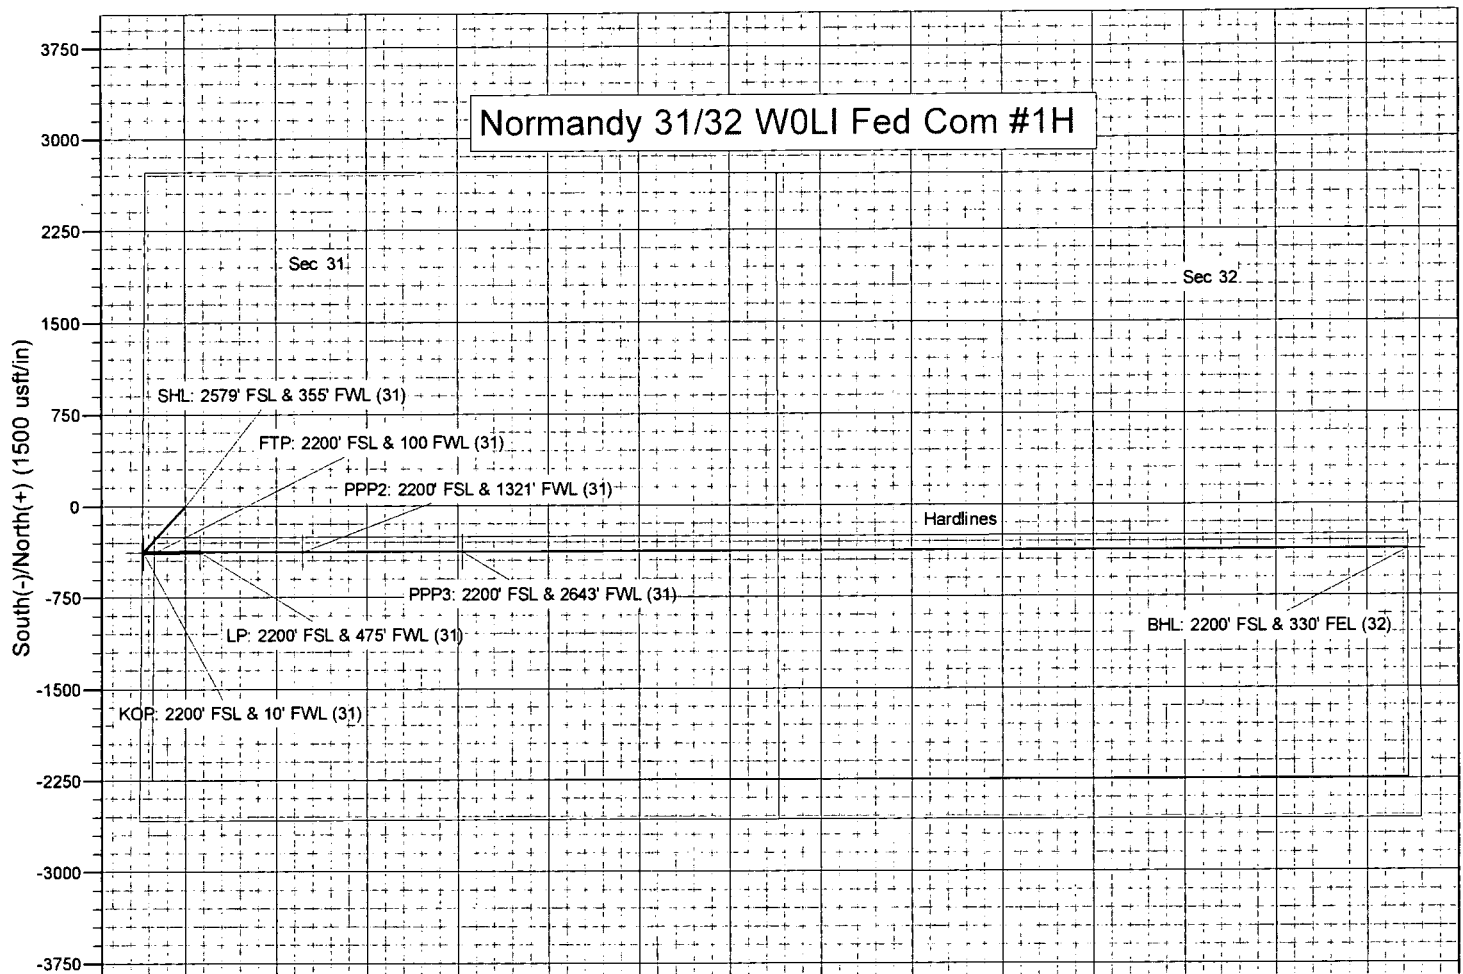 3750
Normandy 31/32 W0LI Fed Com #1H
3000
2250
Sec 31
Sec 32
1500
South(-)/North(+) (1500 usft/in)
SHL: 2579' FSL & 355' FWL (31)
750
FTP: 2200' FSL & 100 FWL (31)
PPP2: 2200' FSL & 1321' FWL (31)
0
Hardlines
-750
PPP3: 2200' FSL & 2643' FWL (31)
BHL: 2200' FSL & 330' FEL (32)
LP: 2200' FSL & 475' FWL (31)
-1500
KOP: 2200' FSL & 10' FWL (31)
-2250
-3000
-3750